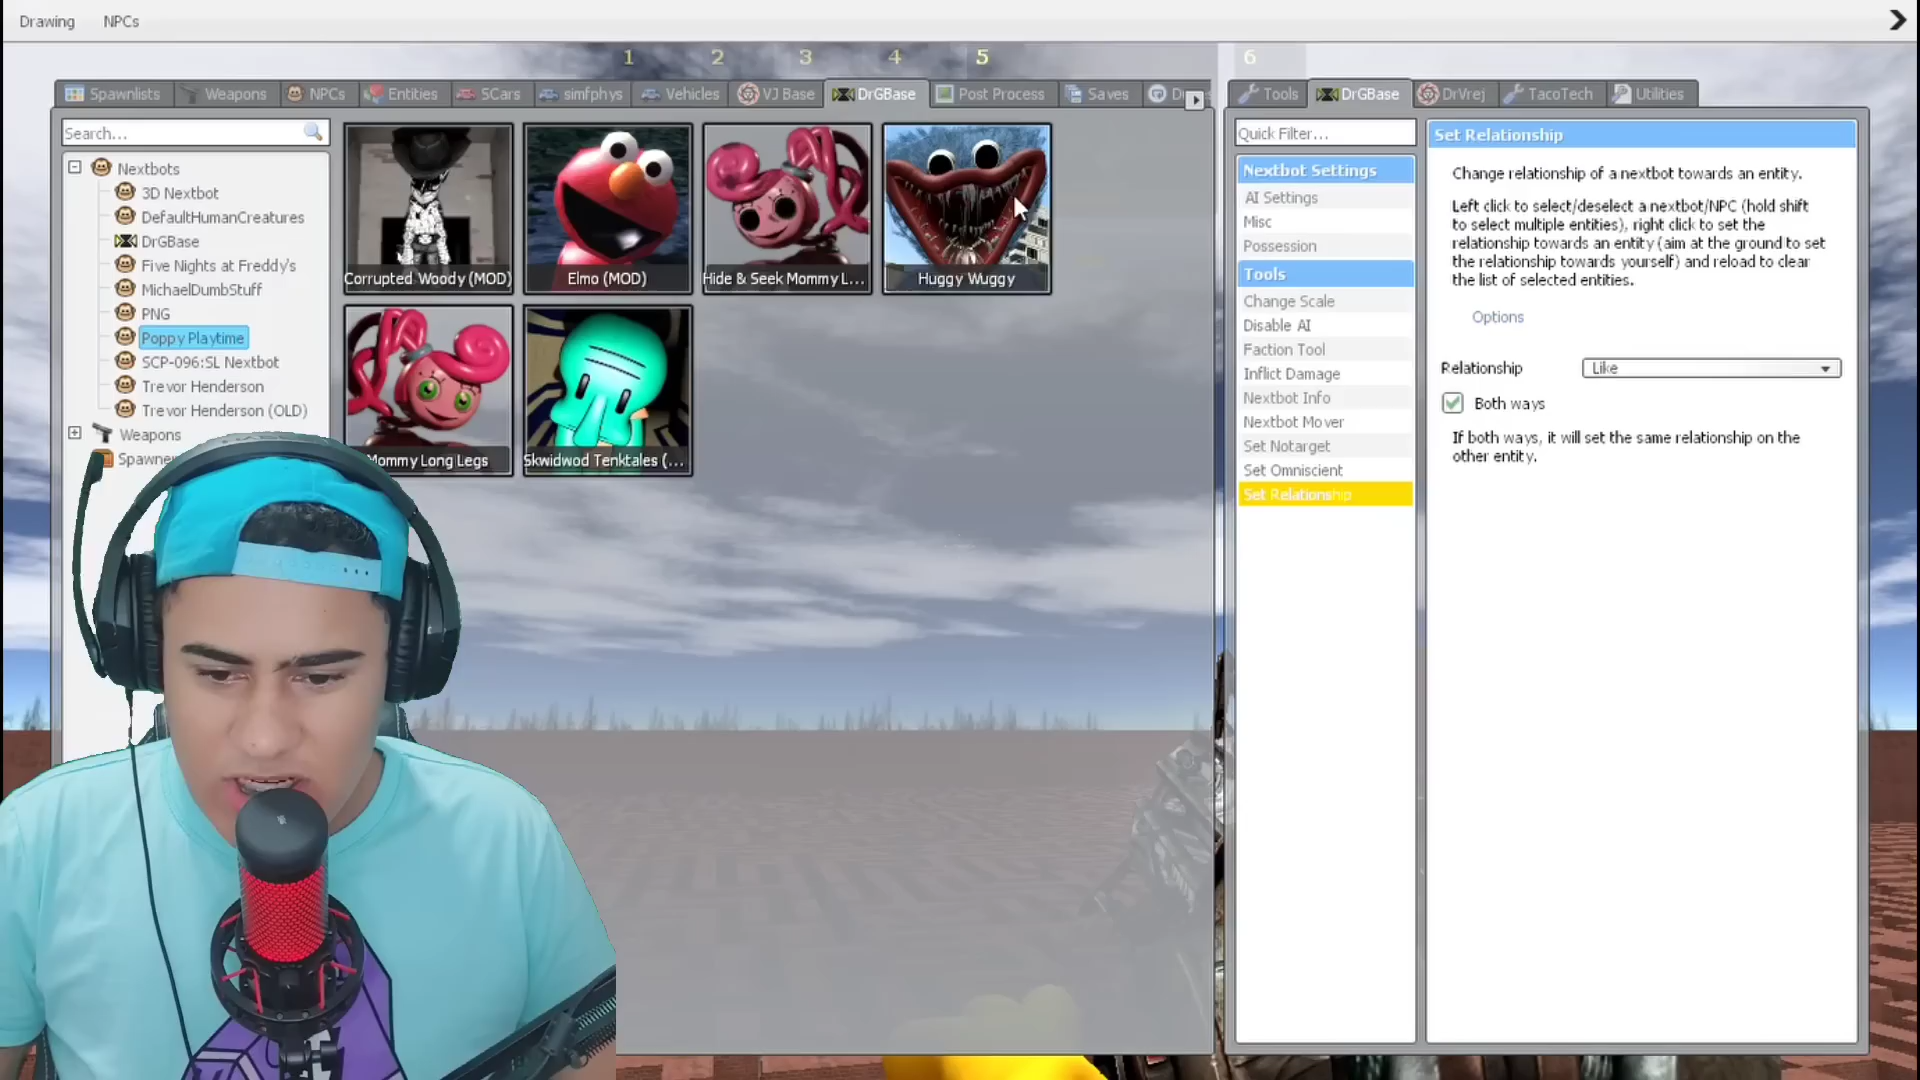 Drawing NPCs
1 2 3 4 5 6
Spawnlists Weapons NPCs Entities SCars simfphys Vehicles VJ Base DrGBase Post Process Saves
Tools DrGBase DrVrej TacoTech Utilities
Search...
Nextbots
3D Nextbot
DefaultHumanCreatures
DrGBase
Five Nights at Freddy's
MichaelDumbStuff
PNG
Poppy Playtime
SCP-096:SL Nextbot
Trevor Henderson
Trevor Henderson (OLD)
Weapons
Corrupted Woody (MOD)
Elmo (MOD)
Hide & Seek Mommy L...
Huggy Wuggy
Mommy Long Legs
Skwidwod Tenktales (...
Quick Filter...
Nextbot Settings
AI Settings
Misc
Possession
Tools
Change Scale
Disable AI
Faction Tool
Inflict Damage
Nextbot Info
Nextbot Mover
Set Notarget
Set Omniscient
Set Relationship
Set Relationship
Change relationship of a nextbot towards an entity.
Left click to select/deselect a nextbot/NPC (hold shift
to select multiple entities), right click to set the
relationship towards an entity (aim at the ground to set
the relationship towards yourself) and reload to clear
the list of selected entities.
Options
Relationship Like
Both ways
If both ways, it will set the same relationship on the
other entity.